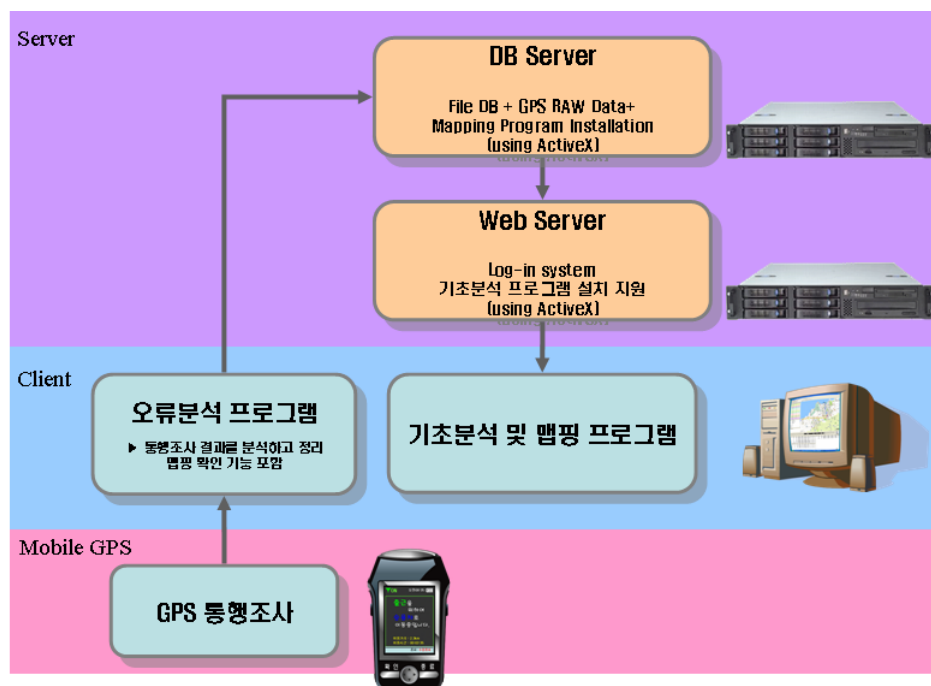 Server
DB Server
File DB + GPS RAW Data+
Mapping Program Installation
(using ActiveX)
Web Server
Log-in system
기초분석 프로그램 설치 지원
(using ActiveX)
Client
오류분석 프로그램
▶ 통행조사 결과를 분석하고 정리
맵핑 확인 기능 포함
기초분석 및 맵핑 프로그램
Mobile GPS
GPS 통행조사
확인 종료